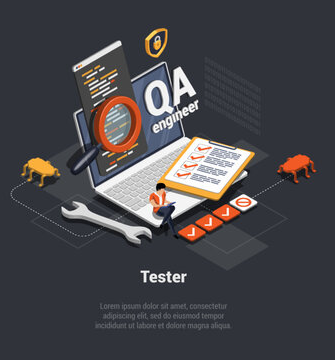 QA
engineer
Tester
Lorem ipsum dolor sit amet,
consectetur adipiscing elit, sed do eiusmod tempor
incididunt ut labore et dolore magna aliqua.